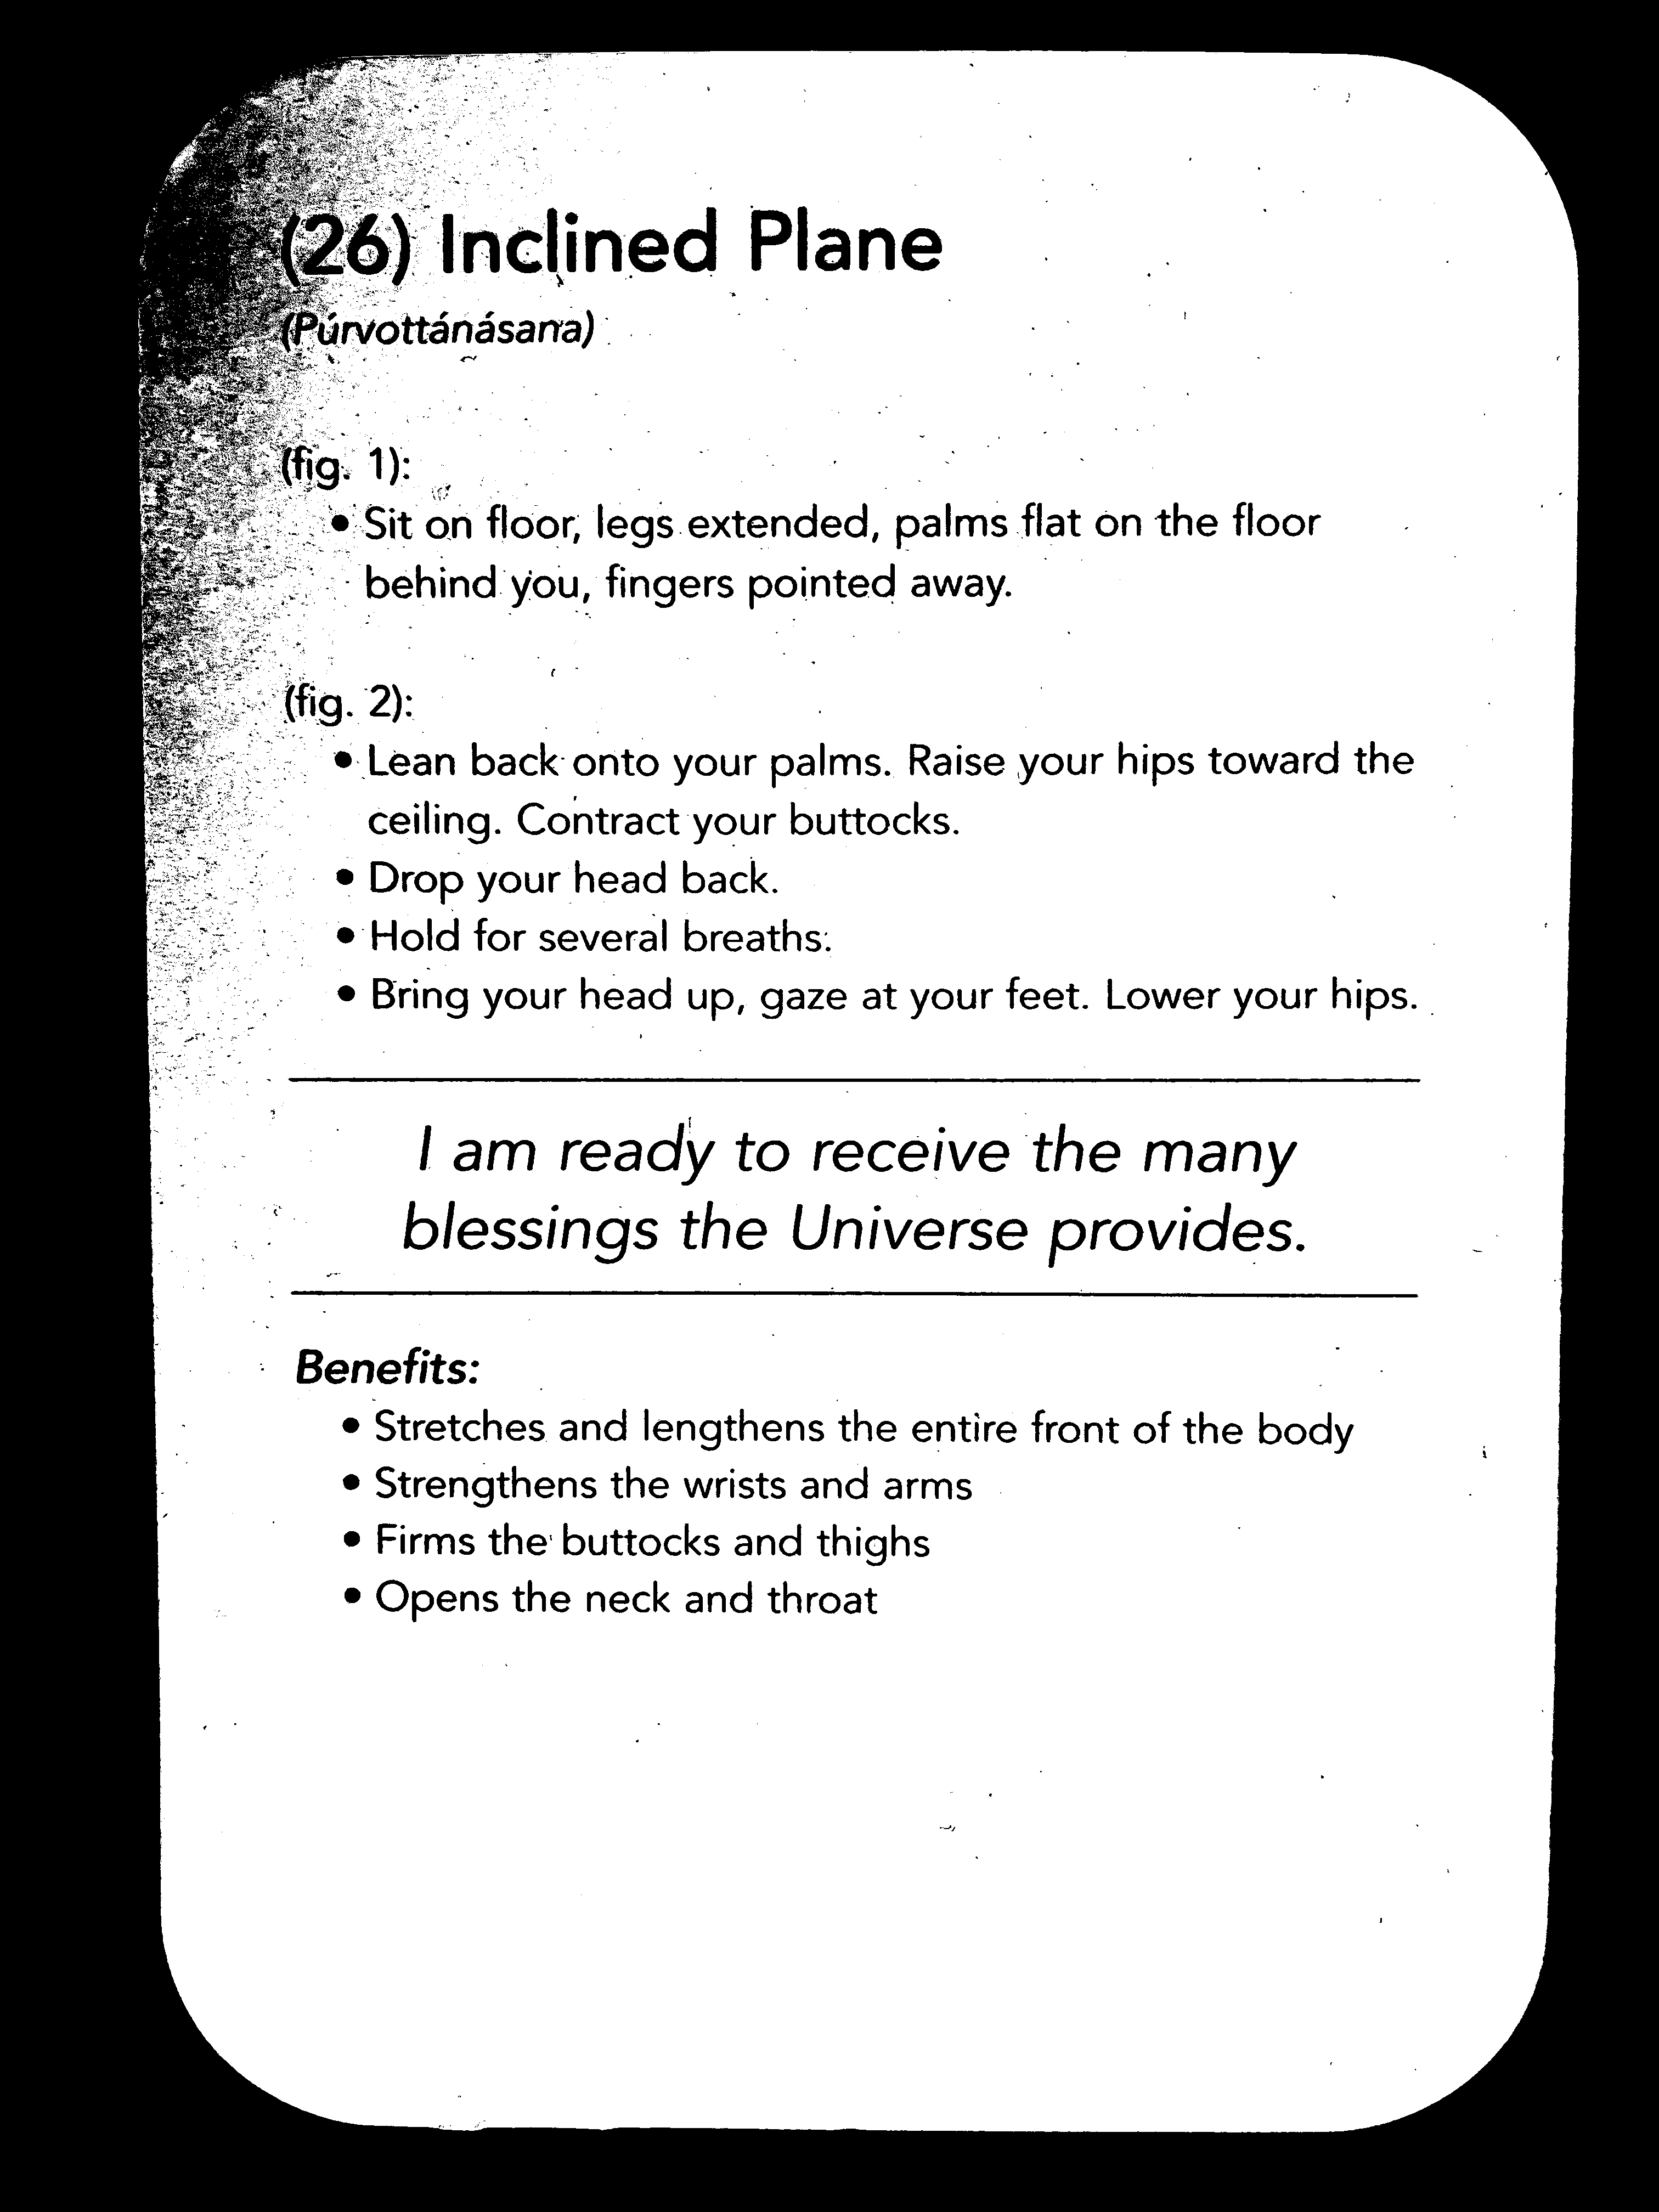 (26) Inclined Plane
(Púrvottánásana)
(fig. 1):
• Sit on floor, legs extended, palms flat on the floor
behind you, fingers pointed away.
(fig. 2):
• Lean back onto your palms. Raise your hips toward the
ceiling. Contract your buttocks.
• Drop your head back.
• Hold for several breaths.
• Bring your head up, gaze at your feet. Lower your hips.
I am ready to receive the many
blessings the Universe provides.
Benefits:
• Stretches and lengthens the entire front of the body
• Strengthens the wrists and arms
• Firms the buttocks and thighs
• Opens the neck and throat